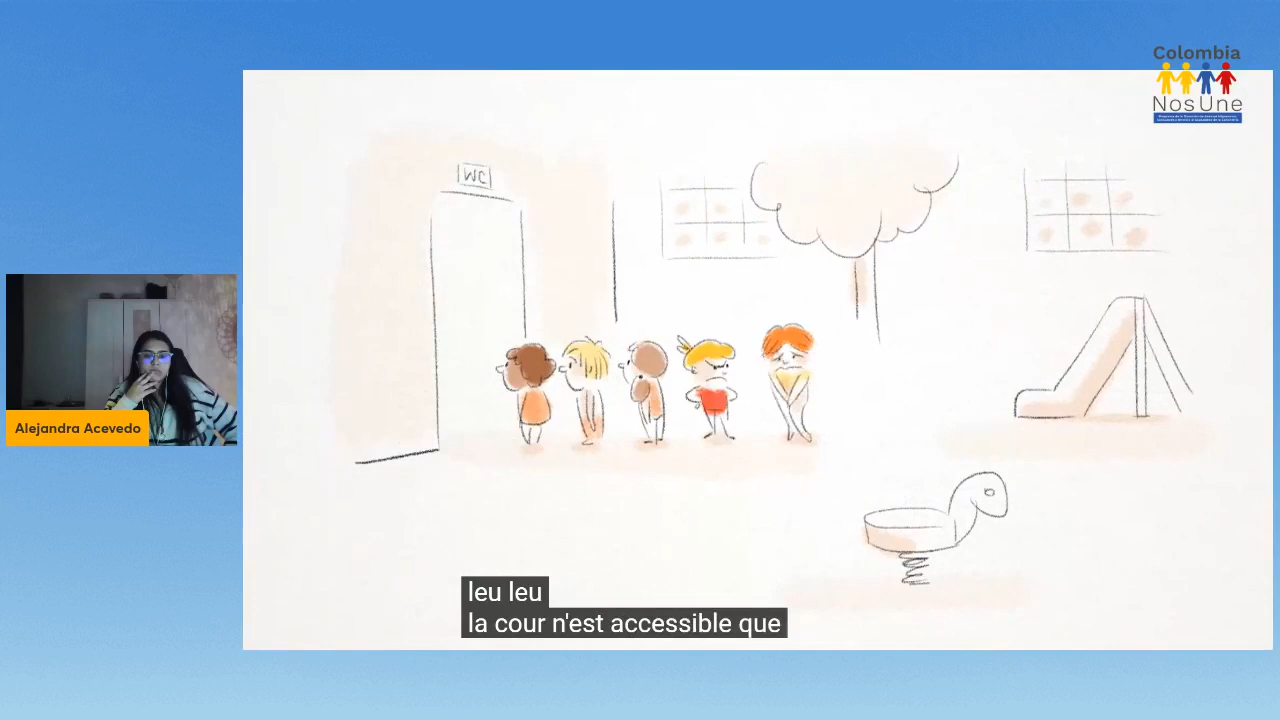 Colombia
NosUne
WC
Alejandra Acevedo
leu leu
la cour n'est accessible que